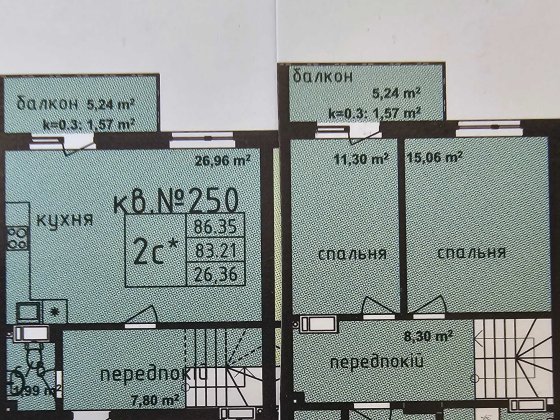 балкон 5,24 m²
k=0.3: 1,57 m²
26,96 m²
кухня
кв.№250
2с*
86.35
83.21
26,36
передпокій
7,80 m²
балкон
5,24 m²
k=0.3: 1,57 m²
11,30 m²
15,06 m²
спальня
спальня
8,30 m²
передпокій